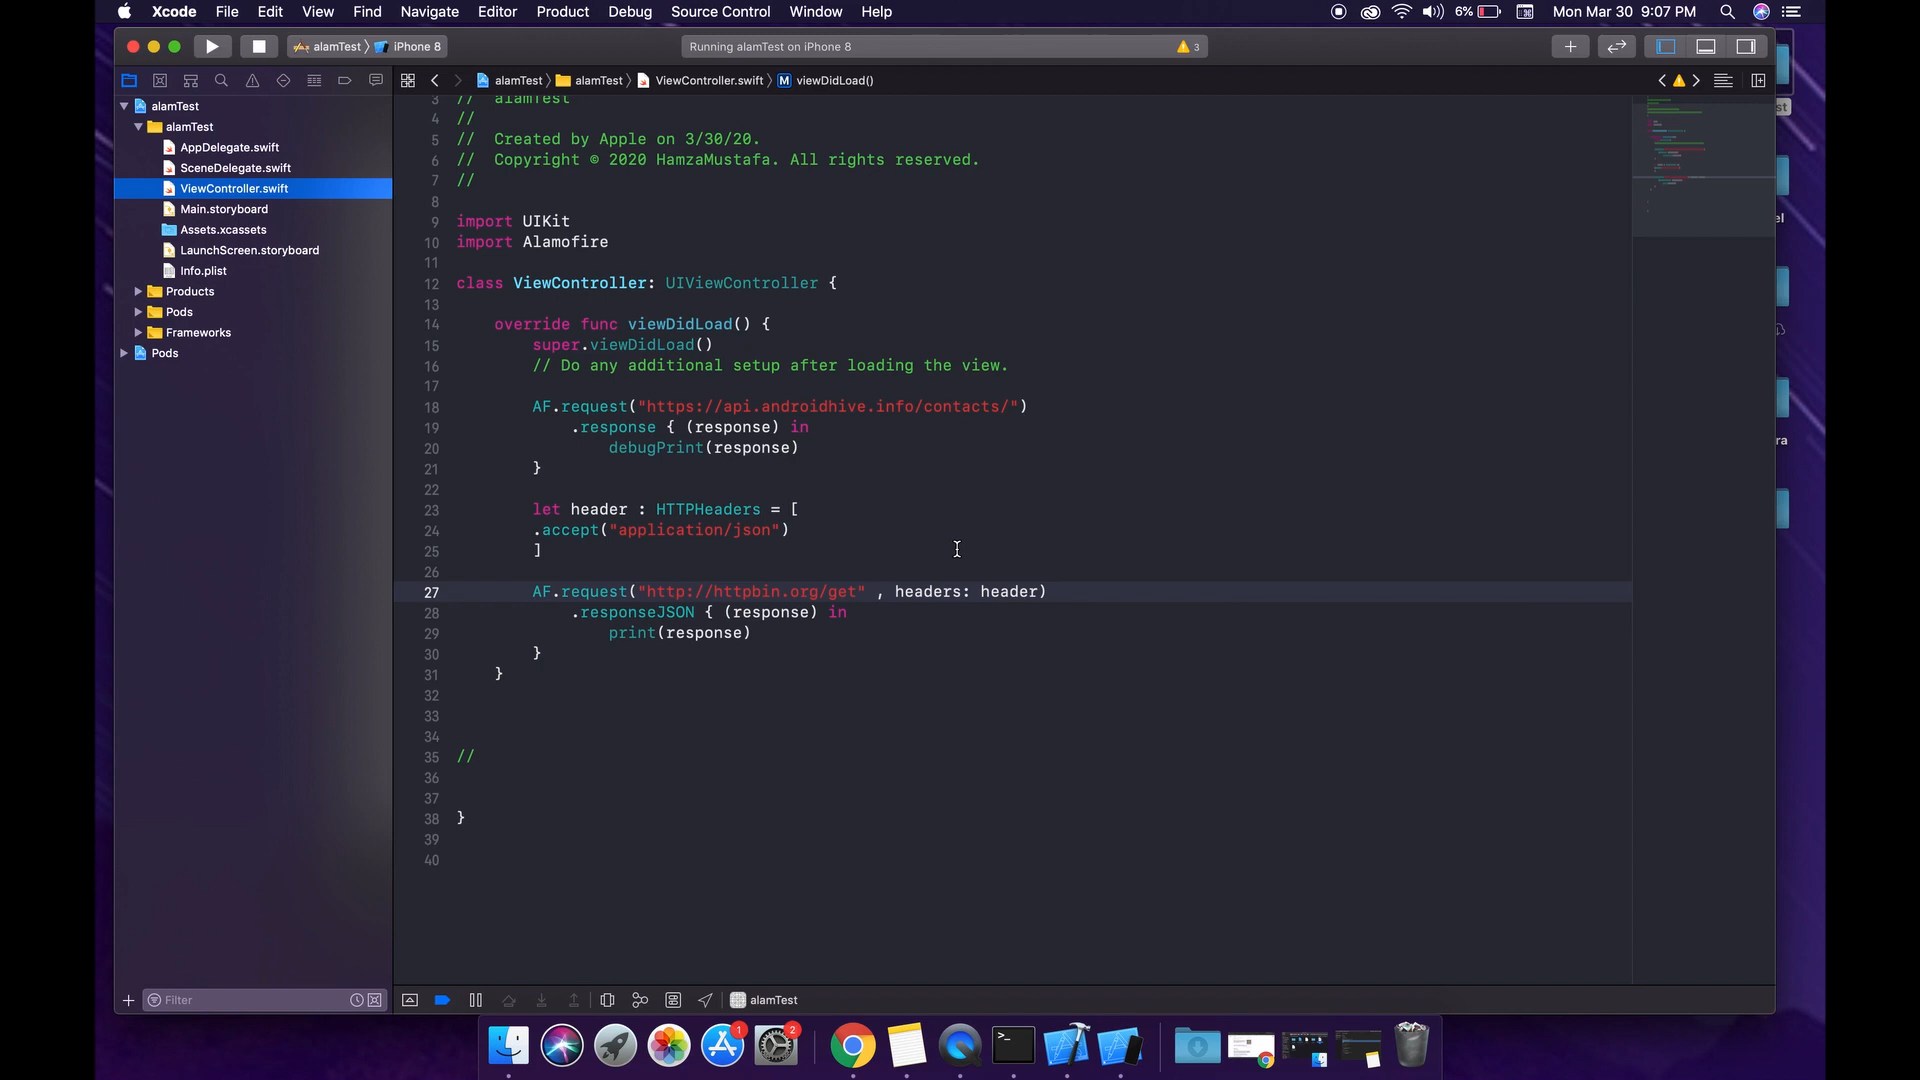 Xcode File Edit View Find Navigate Editor Product Debug Source Control Window Help 6% Mon Mar 30 9:07 PM
alamTest iPhone 8 Running alamTest on iPhone 8 3
alamTest alamTest ViewController.swift M viewDidLoad()
alamTest
alamTest
AppDelegate.swift
SceneDelegate.swift
ViewController.swift
Main.storyboard
Assets.xcassets
LaunchScreen.storyboard
Info.plist
Products
Pods
Frameworks
Pods
3 // alamTest
4 //
5 // Created by Apple on 3/30/20.
6 // Copyright © 2020 HamzaMustafa. All rights reserved.
7 //
8
9 import UIKit
10 import Alamofire
11
12 class ViewController: UIViewController {
13
14 override func viewDidLoad() {
15 super.viewDidLoad()
16 // Do any additional setup after loading the view.
17
18 AF.request("https://api.androidhive.info/contacts/")
19 .response { (response) in
20 debugPrint(response)
21 }
22
23 let header : HTTPHeaders = [
24 .accept("application/json")
25 ]
26
27 AF.request("http://httpbin.org/get" , headers: header)
28 .responseJSON { (response) in
29 print(response)
30 }
31 }
32
33
34
35 //
36
37
38 }
39
40
st
el
ra
Filter
alamTest
1
2
>_